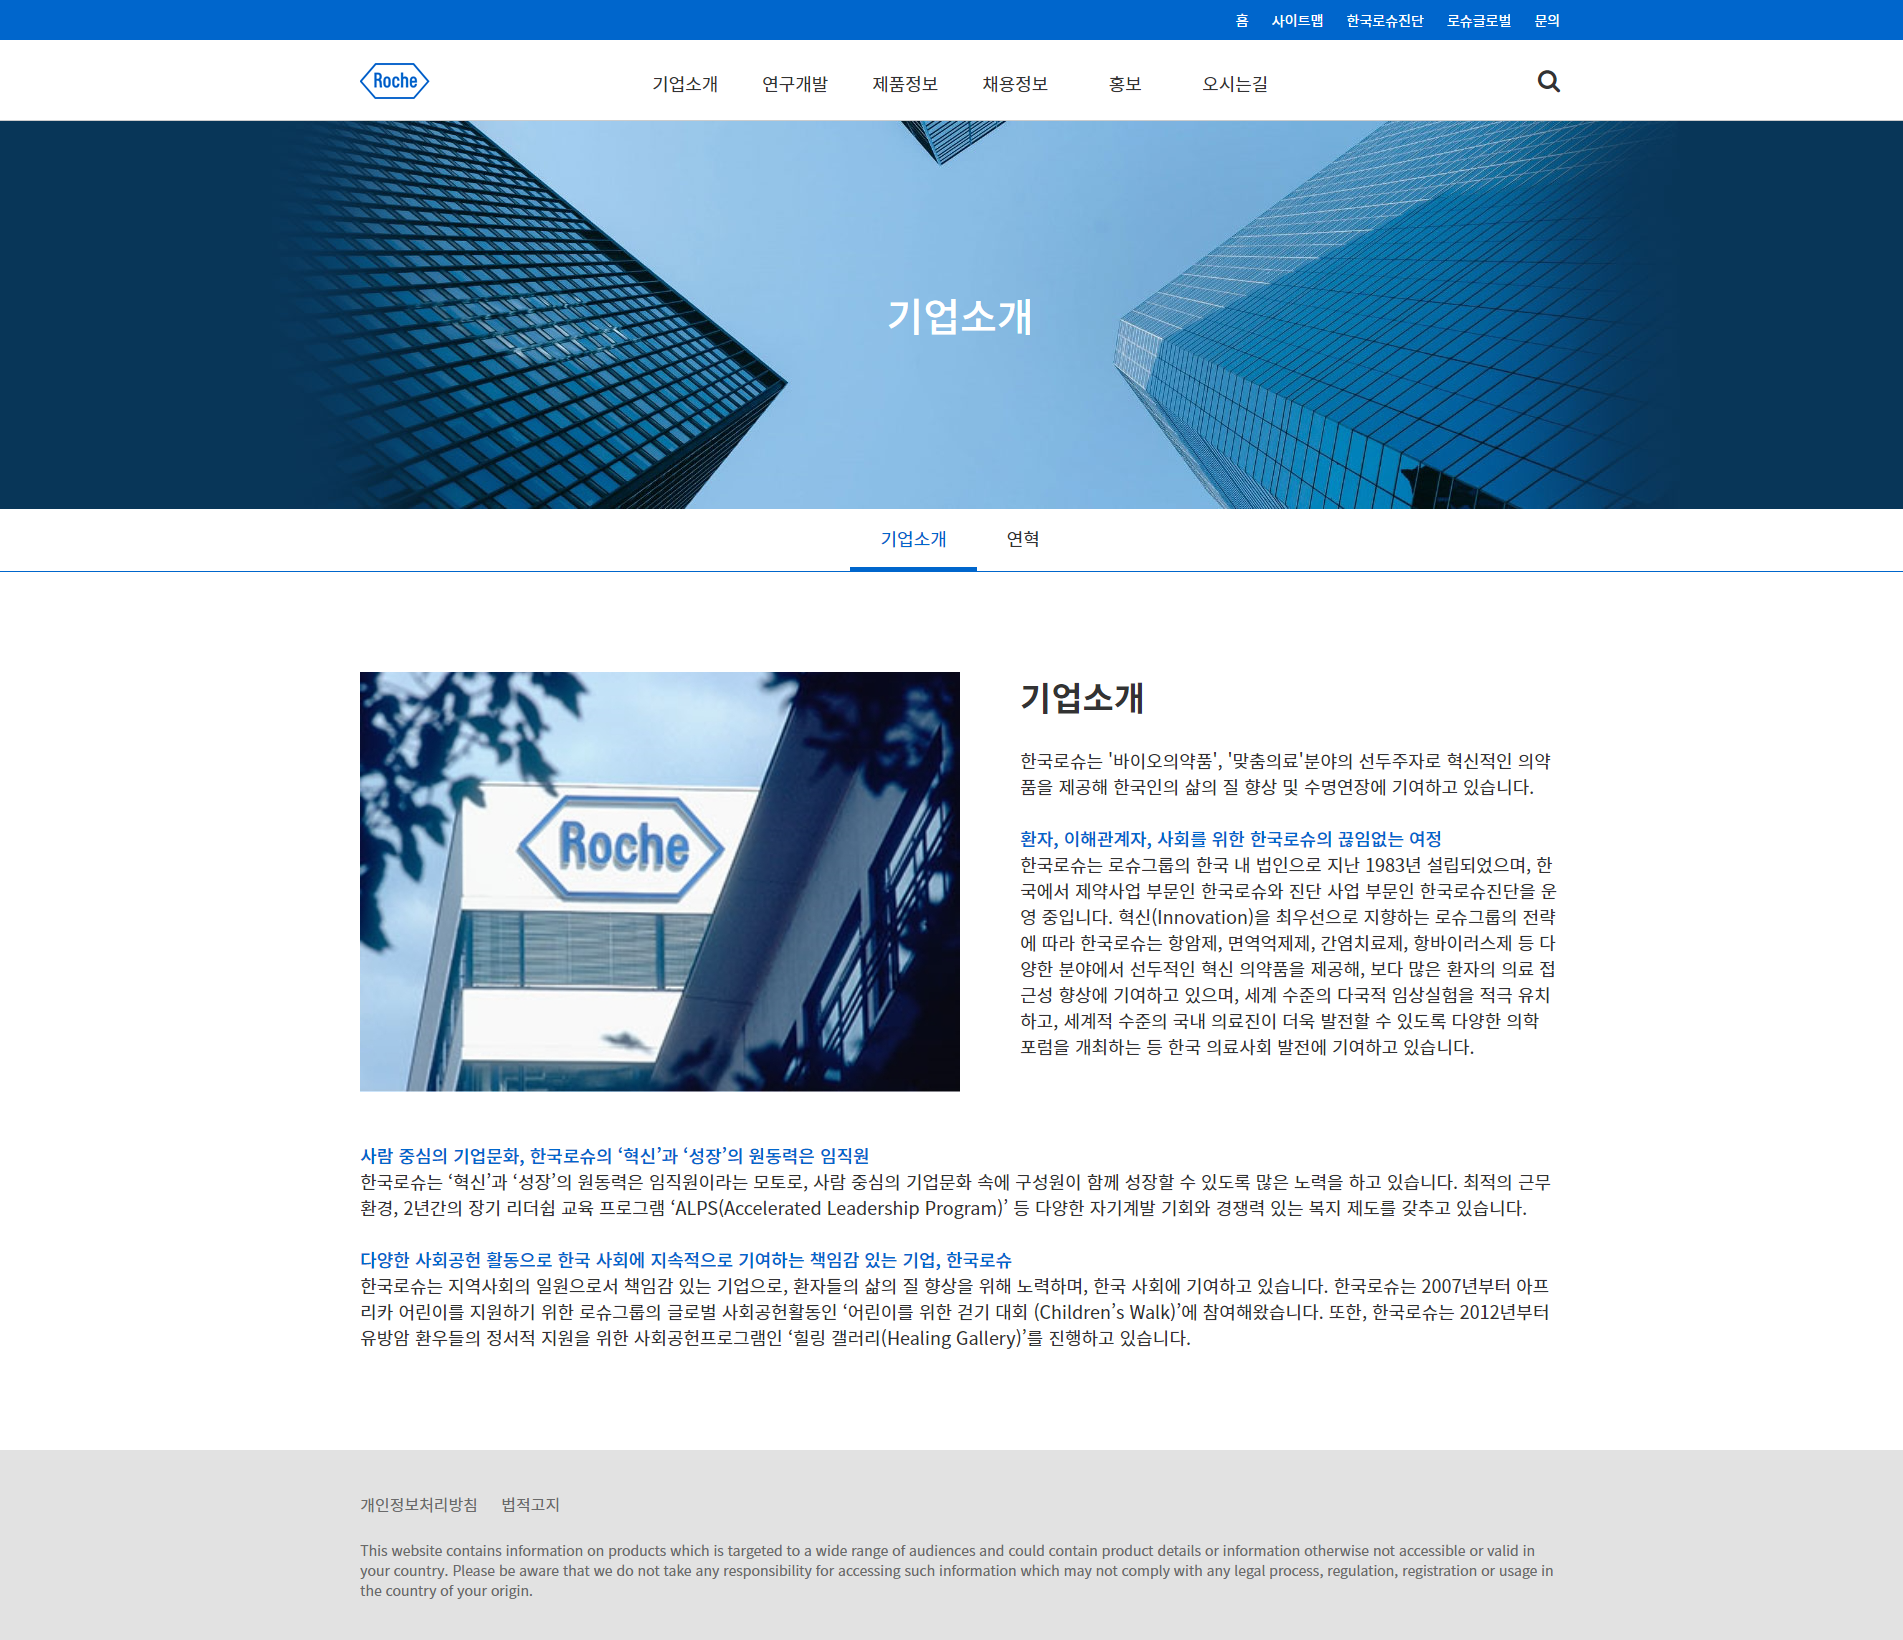 홈 사이트맵 한국로슈진단 로슈글로벌 문의
Roche
기업소개 연구개발 제품정보 채용정보 홍보 오시는길
기업소개
기업소개 연혁
Roche
기업소개
한국로슈는 '바이오의약품', '맞춤의료'분야의 선두주자로 혁신적인 의약
품을 제공해 한국인의 삶의 질 향상 및 수명연장에 기여하고 있습니다.
환자, 이해관계자, 사회를 위한 한국로슈의 끊임없는 여정
한국로슈는 로슈그룹의 한국 내 법인으로 지난 1983년 설립되었으며, 한
국에서 제약사업 부문인 한국로슈와 진단 사업 부문인 한국로슈진단을 운
영 중입니다. 혁신(Innovation)을 최우선으로 지향하는 로슈그룹의 전략
에 따라 한국로슈는 항암제, 면역억제제, 간염치료제, 항바이러스제 등 다
양한 분야에서 선두적인 혁신 의약품을 제공해, 보다 많은 환자의 의료 접
근성 향상에 기여하고 있으며, 세계 수준의 다국적 임상실험을 적극 유치
하고, 세계적 수준의 국내 의료진이 더욱 발전할 수 있도록 다양한 의학
포럼을 개최하는 등 한국 의료사회 발전에 기여하고 있습니다.
사람 중심의 기업문화, 한국로슈의 ‘혁신’과 ‘성장’의 원동력은 임직원
한국로슈는 ‘혁신’과 ‘성장’의 원동력은 임직원이라는 모토로, 사람 중심의 기업문화 속에 구성원이 함께 성장할 수 있도록 많은 노력을 하고 있습니다. 최적의 근무
환경, 2년간의 장기 리더쉽 교육 프로그램 ‘ALPS(Accelerated Leadership Program)’ 등 다양한 자기계발 기회와 경쟁력 있는 복지 제도를 갖추고 있습니다.
다양한 사회공헌 활동으로 한국 사회에 지속적으로 기여하는 책임감 있는 기업, 한국로슈
한국로슈는 지역사회의 일원으로서 책임감 있는 기업으로, 환자들의 삶의 질 향상을 위해 노력하며, 한국 사회에 기여하고 있습니다. 한국로슈는 2007년부터 아프
리카 어린이를 지원하기 위한 로슈그룹의 글로벌 사회공헌활동인 ‘어린이를 위한 걷기 대회 (Children’s Walk)’에 참여해왔습니다. 또한, 한국로슈는 2012년부터
유방암 환우들의 정서적 지원을 위한 사회공헌프로그램인 ‘힐링 갤러리(Healing Gallery)’를 진행하고 있습니다.
개인정보처리방침 법적고지
This website contains information on products which is targeted to a wide range of audiences and could contain product details or information otherwise not accessible or valid in
your country. Please be aware that we do not take any responsibility for accessing such information which may not comply with any legal process, regulation, registration or usage in
the country of your origin.